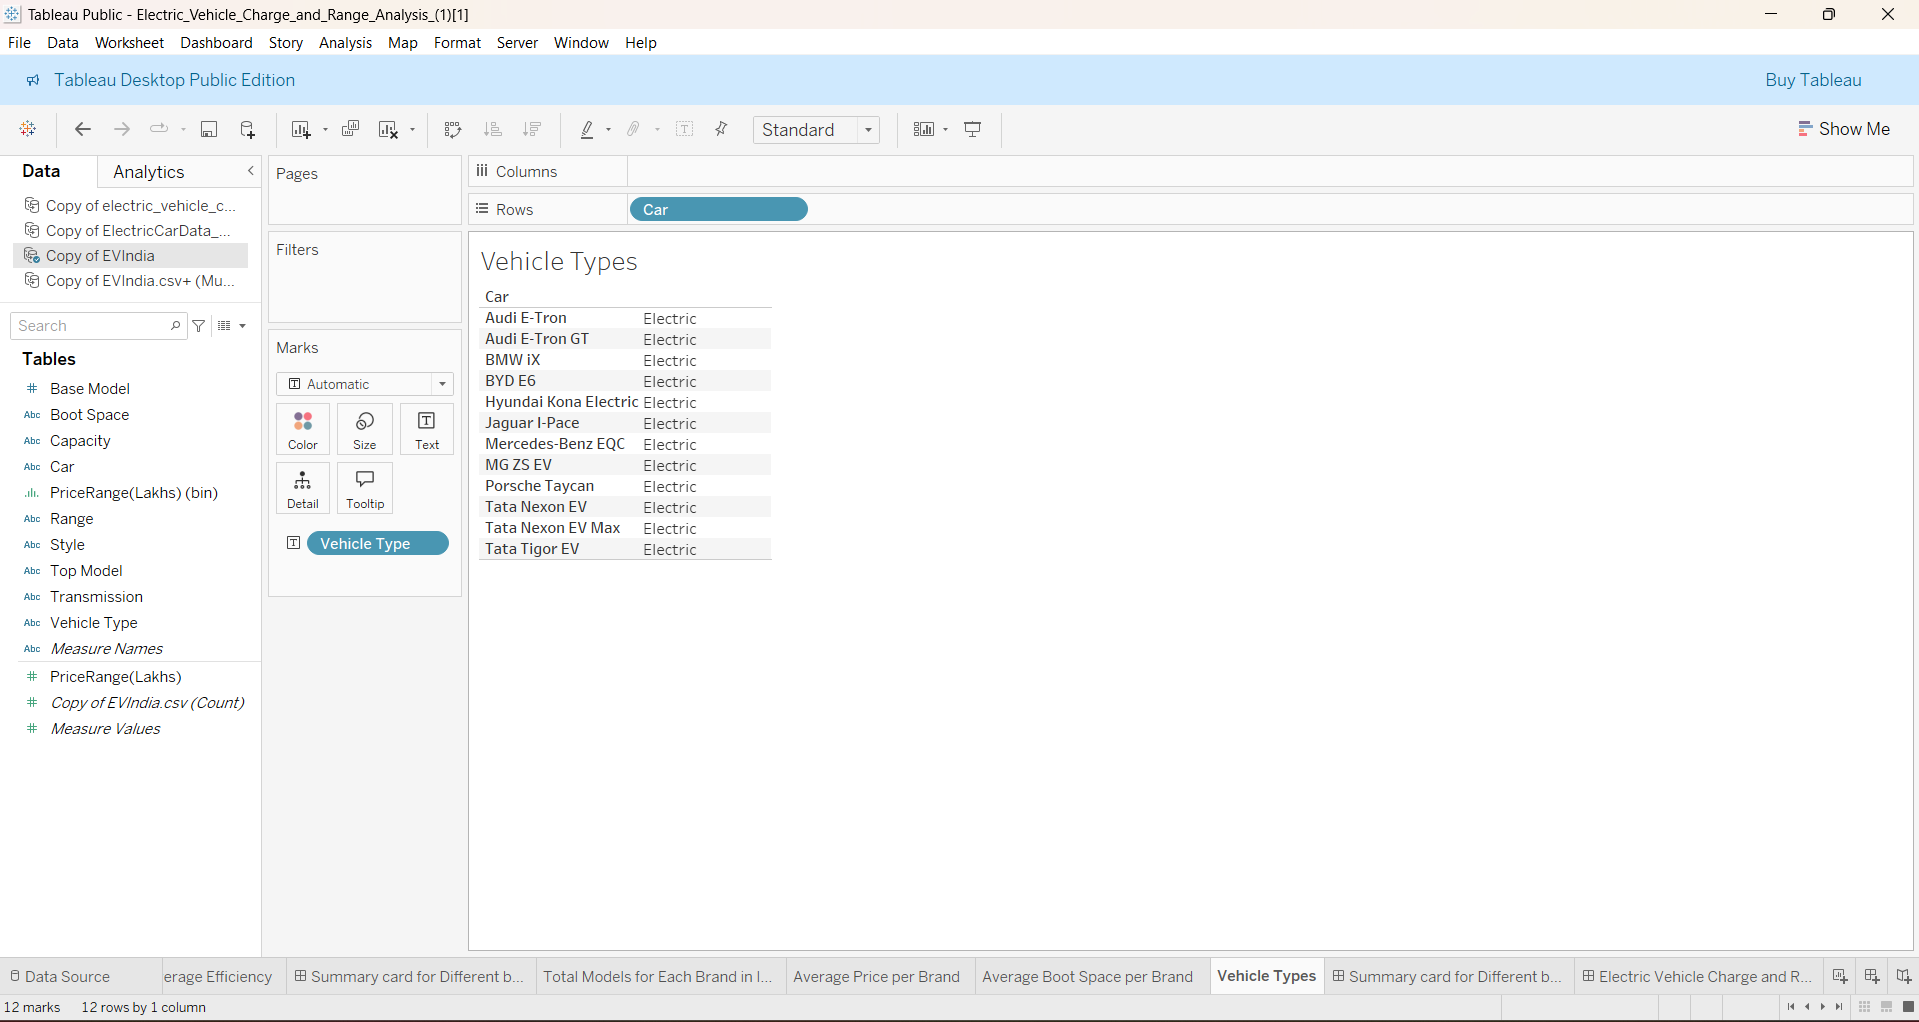 Tableau Public - Electric_Vehicle_Charge_and_Range_Analysis_(1)[1]
File Data Worksheet Dashboard Story Analysis Map Format Server Window Help
Tableau Desktop Public Edition
Buy Tableau
Standard
Show Me
Data
Analytics
Copy of electric_vehicle_c...
Copy of ElectricCarData_...
Copy of EVIndia
Copy of EVIndia.csv+ (Mu...
Search
Tables
# Base Model
Abc Boot Space
Abc Capacity
Abc Car
PriceRange(Lakhs) (bin)
Abc Range
Abc Style
Abc Top Model
Abc Transmission
Abc Vehicle Type
Abc Measure Names
# PriceRange(Lakhs)
# Copy of EVIndia.csv (Count)
# Measure Values
Pages
Filters
Marks
T Automatic
Color
Size
T
Text
Detail
Tooltip
T Vehicle Type
Columns
Rows
Car
Vehicle Types
Car
Audi E-Tron Electric
Audi E-Tron GT Electric
BMW iX Electric
BYD E6 Electric
Hyundai Kona Electric Electric
Jaguar I-Pace Electric
Mercedes-Benz EQC Electric
MG ZS EV Electric
Porsche Taycan Electric
Tata Nexon EV Electric
Tata Nexon EV Max Electric
Tata Tigor EV Electric
Data Source
erage Efficiency
Summary card for Different b...
Total Models for Each Brand in I...
Average Price per Brand
Average Boot Space per Brand
Vehicle Types
Summary card for Different b...
Electric Vehicle Charge and R...
12 marks
12 rows by 1 column